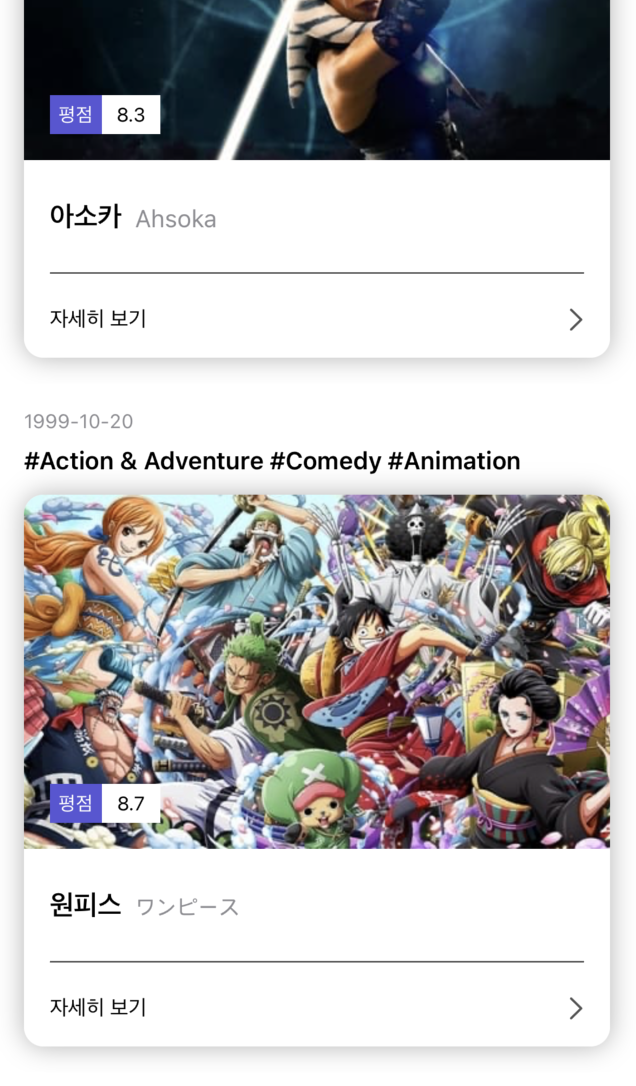 평점 8.3
아소카 Ahsoka
자세히 보기
1999-10-20
#Action & Adventure #Comedy #Animation
평점 8.7
원피스 ワンピース
자세히 보기